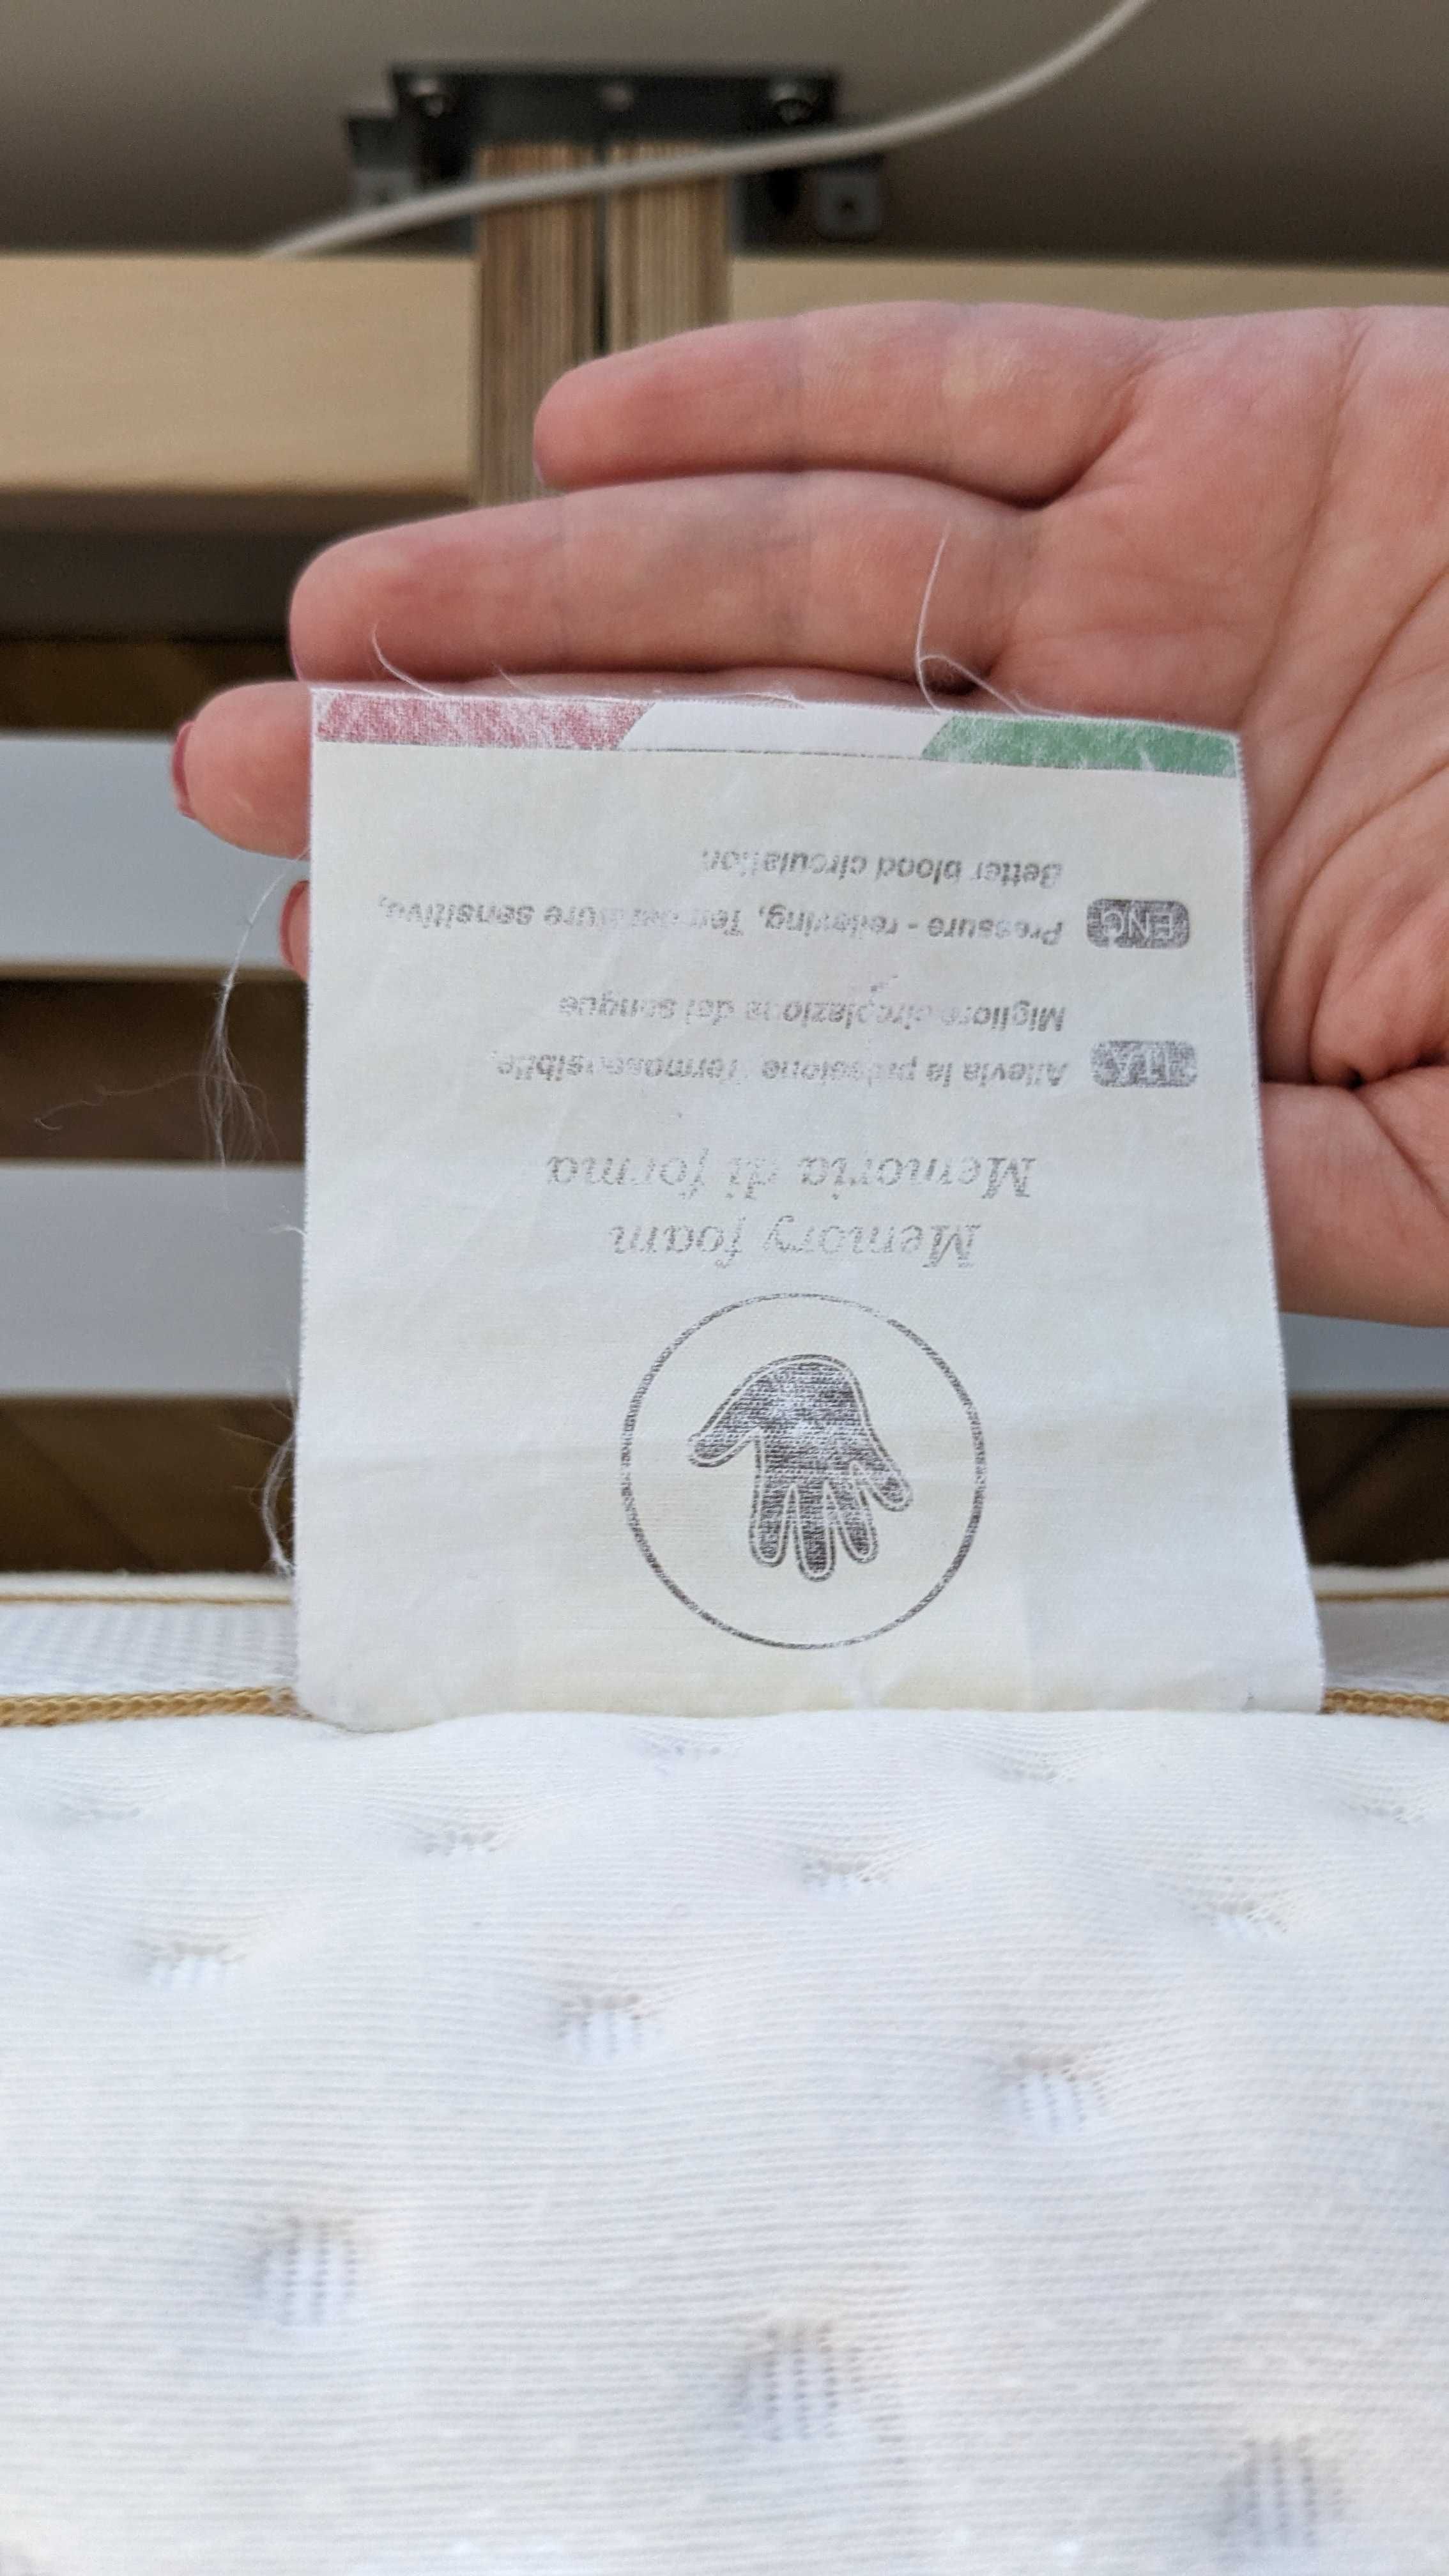 Memory foam
Memoria di forma
ITA
Allevia la pressione, Termosensibile,
Migliore circolazione del sangue
ENG
Pressure - relieving, Temperature sensitive,
Better blood circulation